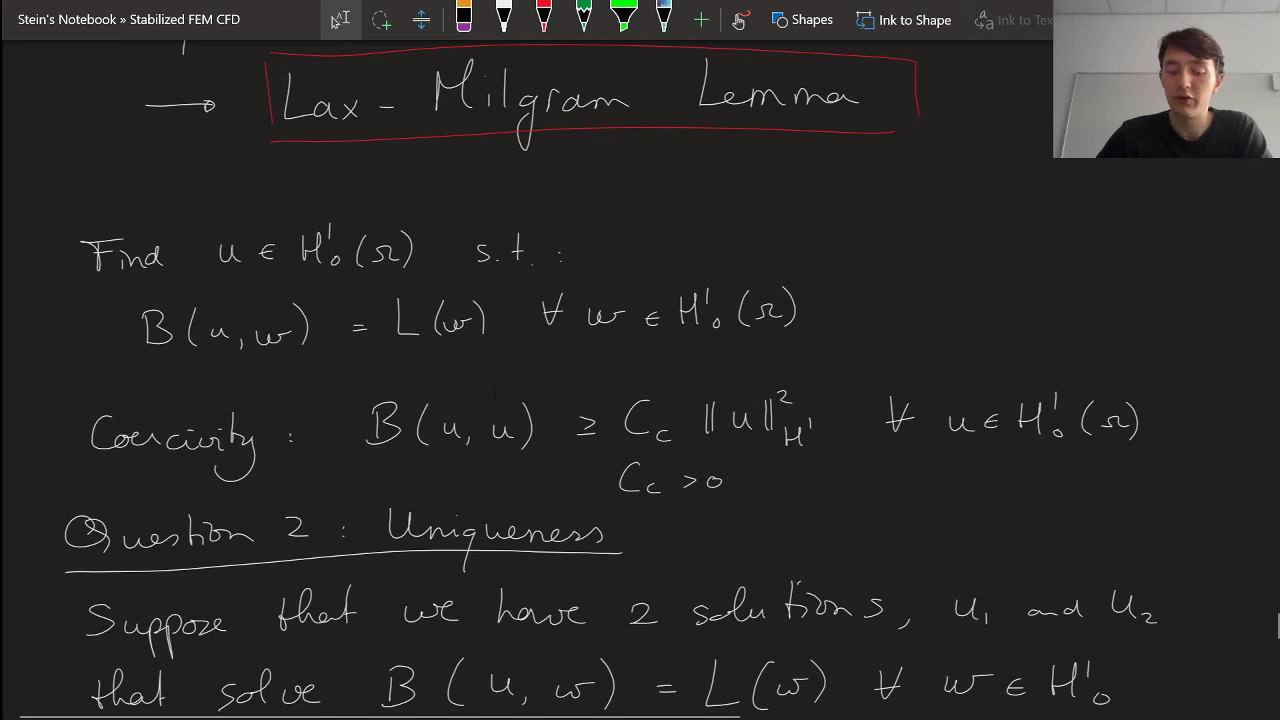 Stein's Notebook » Stabilized FEM CFD
Shapes
Ink to Shape
Ink to Tex
Lax - Milgram Lemma
Find u ∈ H¹₀(Ω) s.t. :
B(u, w) = L(w) ∀ w ∈ H¹₀(Ω)
Coercivity : B(u, u) ≥ C_c ‖u‖²_H¹ ∀ u ∈ H¹₀(Ω)
C_c > 0
Question 2 : Uniqueness
Suppose that we have 2 solutions, u₁ and u₂
that solve B(u, w) = L(w) ∀ w ∈ H¹₀